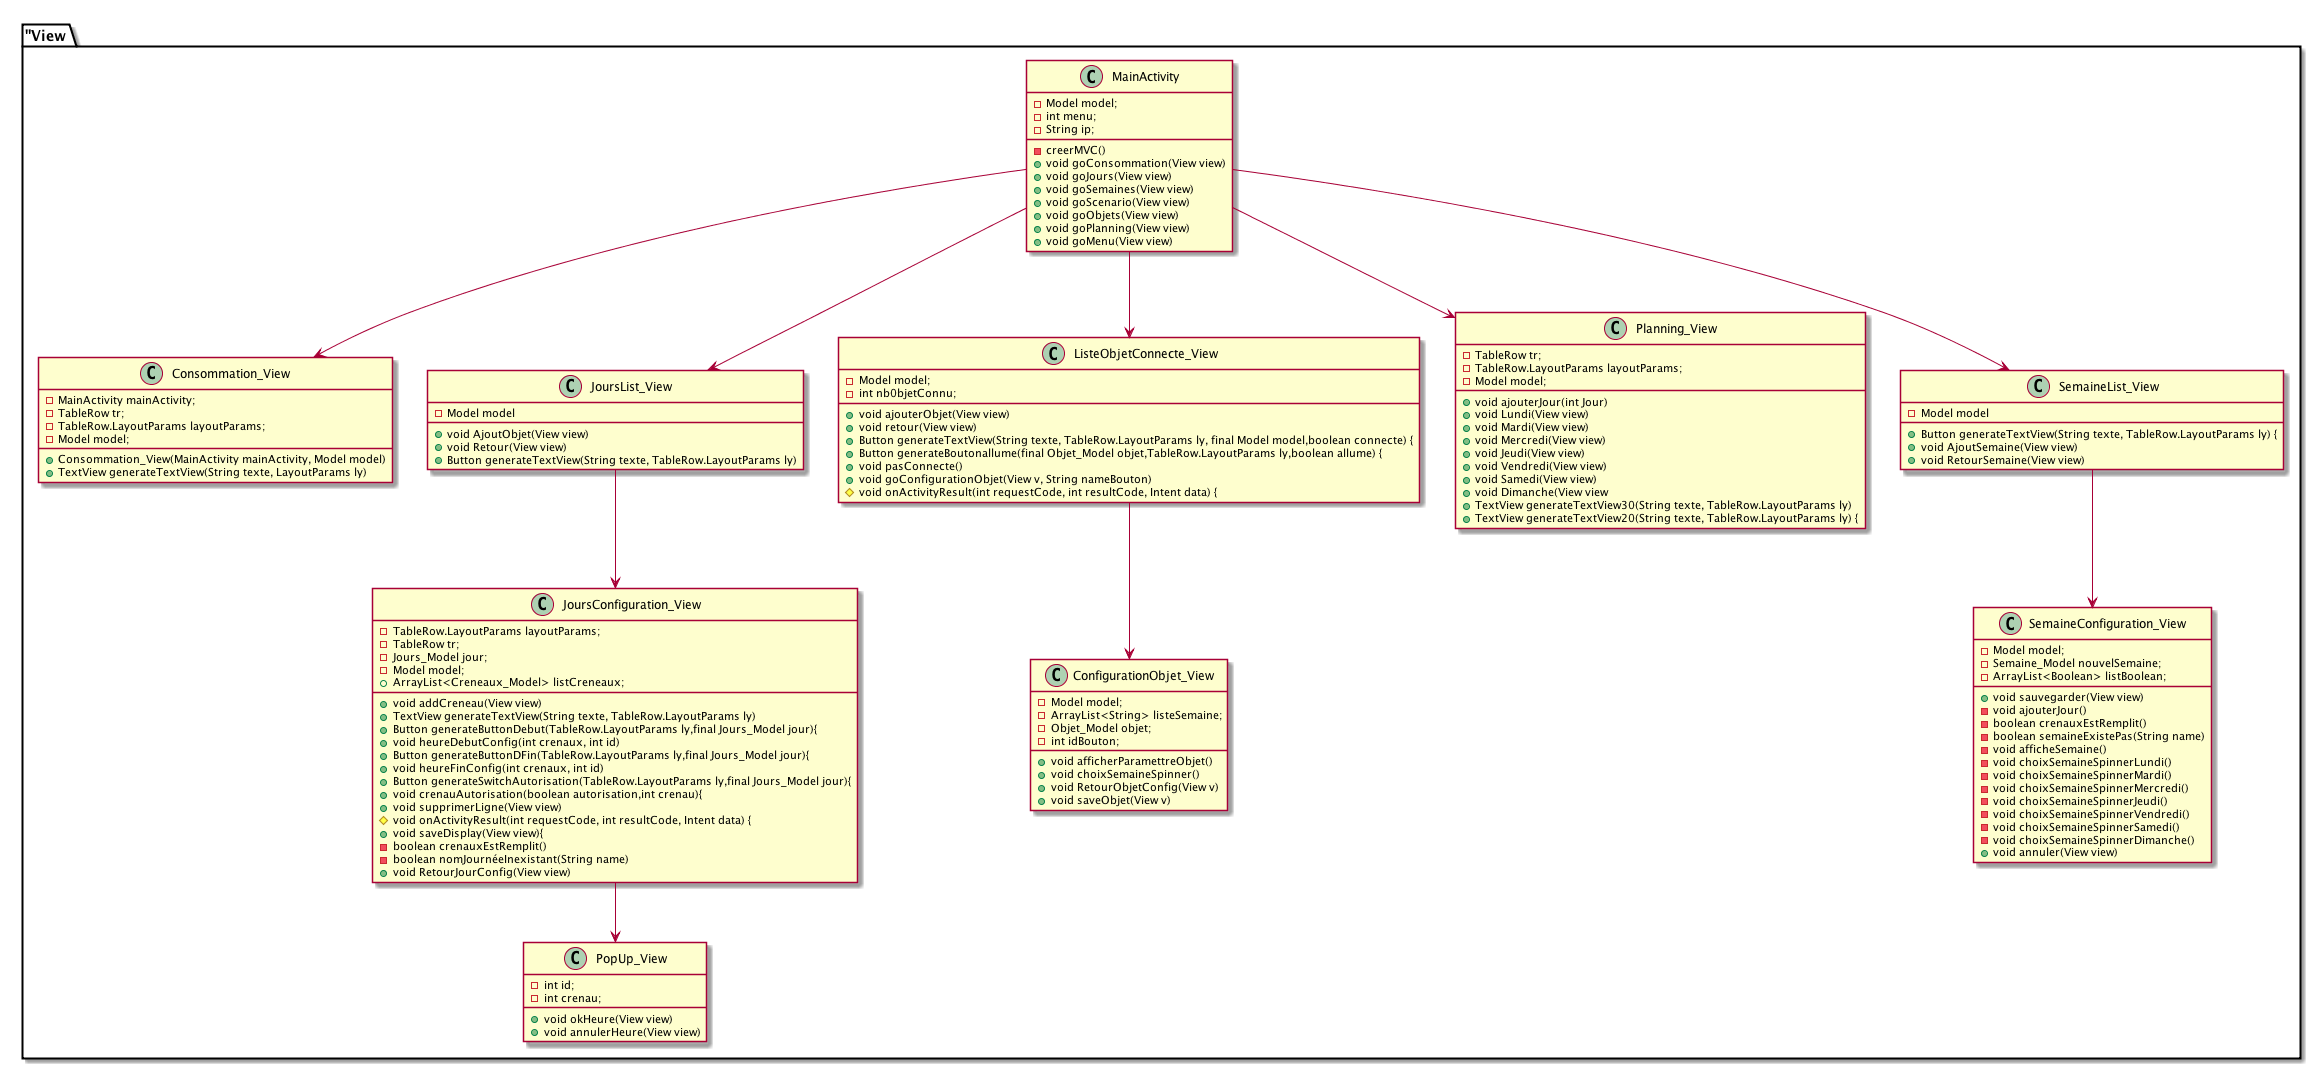 "View
MainActivity
Model model;
int menu;
String ip;
creerMVC()
void goConsommation(View view)
void goJours(View view)
void goSemaines(View view)
void goScenario(View view)
void goObjets(View view)
void goPlanning(View view)
void goMenu(View view)
Consommation_View
MainActivity mainActivity;
TableRow tr;
TableRow.LayoutParams layoutParams;
Model model;
Consommation_View(MainActivity mainActivity, Model model)
TextView generateTextView(String texte, LayoutParams ly)
JoursList_View
Model model
void AjoutObjet(View view)
void Retour(View view)
Button generateTextView(String texte, TableRow.LayoutParams ly)
ListeObjetConnecte_View
Model model;
int nb0bjetConnu;
void ajouterObjet(View view)
void retour(View view)
Button generateTextView(String texte, TableRow.LayoutParams ly, final Model model,boolean connecte) {
Button generateBoutonallume(final Objet_Model objet,TableRow.LayoutParams ly,boolean allume) {
void pasConnecte()
void goConfigurationObjet(View v, String nameBouton)
void onActivityResult(int requestCode, int resultCode, Intent data) {
Planning_View
TableRow tr;
TableRow.LayoutParams layoutParams;
Model model;
void ajouterJour(int Jour)
void Lundi(View view)
void Mardi(View view)
void Mercredi(View view)
void Jeudi(View view)
void Vendredi(View view)
void Samedi(View view)
void Dimanche(View view
TextView generateTextView30(String texte, TableRow.LayoutParams ly)
TextView generateTextView20(String texte, TableRow.LayoutParams ly) {
SemaineList_View
Model model
Button generateTextView(String texte, TableRow.LayoutParams ly) {
void AjoutSemaine(View view)
void RetourSemaine(View view)
JoursConfiguration_View
TableRow.LayoutParams layoutParams;
TableRow tr;
Jours_Model jour;
Model model;
ArrayList<Creneaux_Model> listCreneaux;
void addCreneau(View view)
TextView generateTextView(String texte, TableRow.LayoutParams ly)
Button generateButtonDebut(TableRow.LayoutParams ly,final Jours_Model jour){
void heureDebutConfig(int crenaux, int id)
Button generateButtonDFin(TableRow.LayoutParams ly,final Jours_Model jour){
void heureFinConfig(int crenaux, int id)
Button generateSwitchAutorisation(TableRow.LayoutParams ly,final Jours_Model jour){
void crenauAutorisation(boolean autorisation,int crenau){
void supprimerLigne(View view)
void onActivityResult(int requestCode, int resultCode, Intent data) {
void saveDisplay(View view){
boolean crenauxEstRemplit()
boolean nomJournéeInexistant(String name)
void RetourJourConfig(View view)
ConfigurationObjet_View
Model model;
ArrayList<String> listeSemaine;
Objet_Model objet;
int idBouton;
void afficherParamettreObjet()
void choixSemaineSpinner()
void RetourObjetConfig(View v)
void saveObjet(View v)
SemaineConfiguration_View
Model model;
Semaine_Model nouvelSemaine;
ArrayList<Boolean> listBoolean;
void sauvegarder(View view)
void ajouterJour()
boolean crenauxEstRemplit()
boolean semaineExistePas(String name)
void afficheSemaine()
void choixSemaineSpinnerLundi()
void choixSemaineSpinnerMardi()
void choixSemaineSpinnerMercredi()
void choixSemaineSpinnerJeudi()
void choixSemaineSpinnerVendredi()
void choixSemaineSpinnerSamedi()
void choixSemaineSpinnerDimanche()
void annuler(View view)
PopUp_View
int id;
int crenau;
void okHeure(View view)
void annulerHeure(View view)